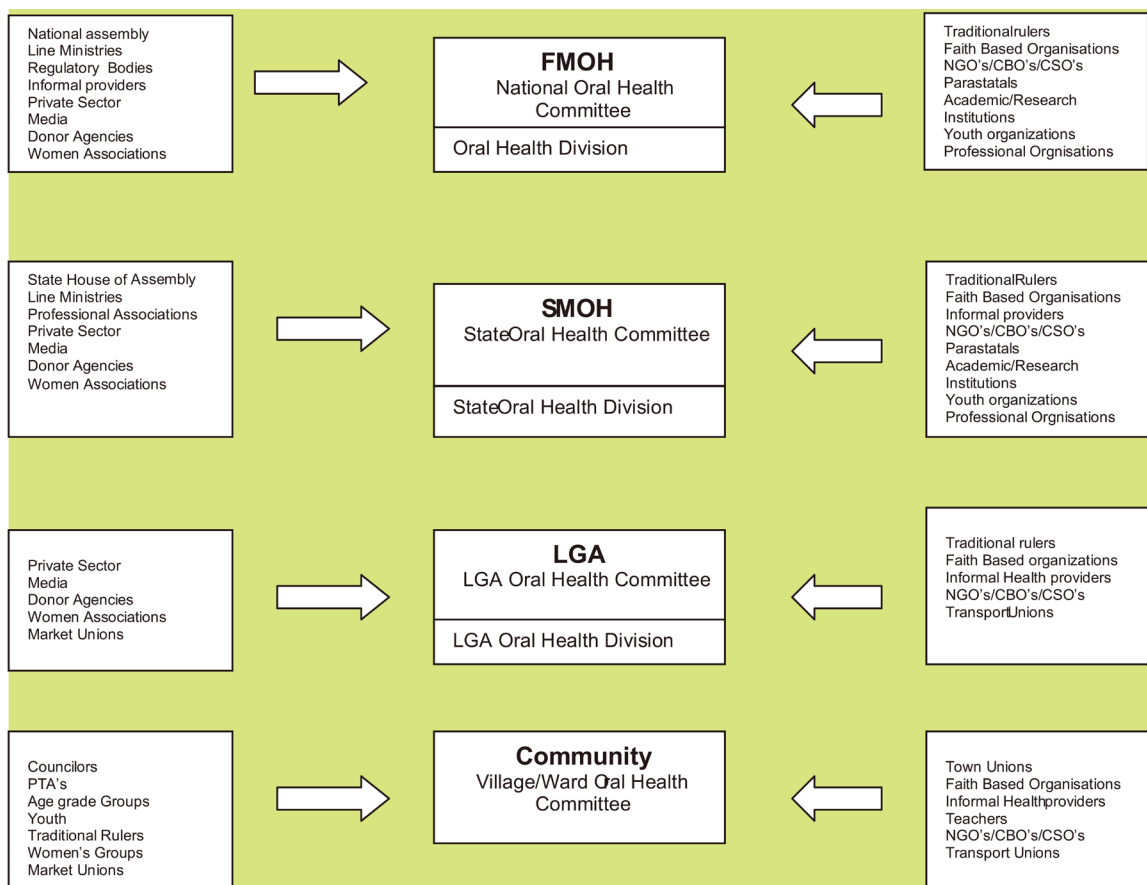 National assembly
Line Ministries
Regulatory Bodies
Informal providers
Private Sector
Media
Donor Agencies
Women Associations
FMOH
National Oral Health
Committee
Oral Health Division
Traditionalrulers
Faith Based Organisations
NGO's/CBO's/CSO's
Parastatals
Academic/Research
Institutions
Youth organizations
Professional Orgnisations
State House of Assembly
Line Ministries
Professional Associations
Private Sector
Media
Donor Agencies
Women Associations
SMOH
StateOral Health Committee
StateOral Health Division
TraditionalRulers
Faith Based Organisations
Informal providers
NGO's/CBO's/CSO's
Parastatals
Academic/Research
Institutions
Youth organizations
Professional Orgnisations
Private Sector
Media
Donor Agencies
Women Associations
Market Unions
LGA
LGA Oral Health Committee
LGA Oral Health Division
Traditional rulers
Faith Based organizations
Informal Health providers
NGO's/CBO's/CSO's
TransportUnions
Councilors
PTA's
Age grade Groups
Youth
Traditional Rulers
Women's Groups
Market Unions
Community
Village/Ward Oral Health
Committee
Town Unions
Faith Based Organisations
Informal Healthproviders
Teachers
NGO's/CBO's/CSO's
Transport Unions